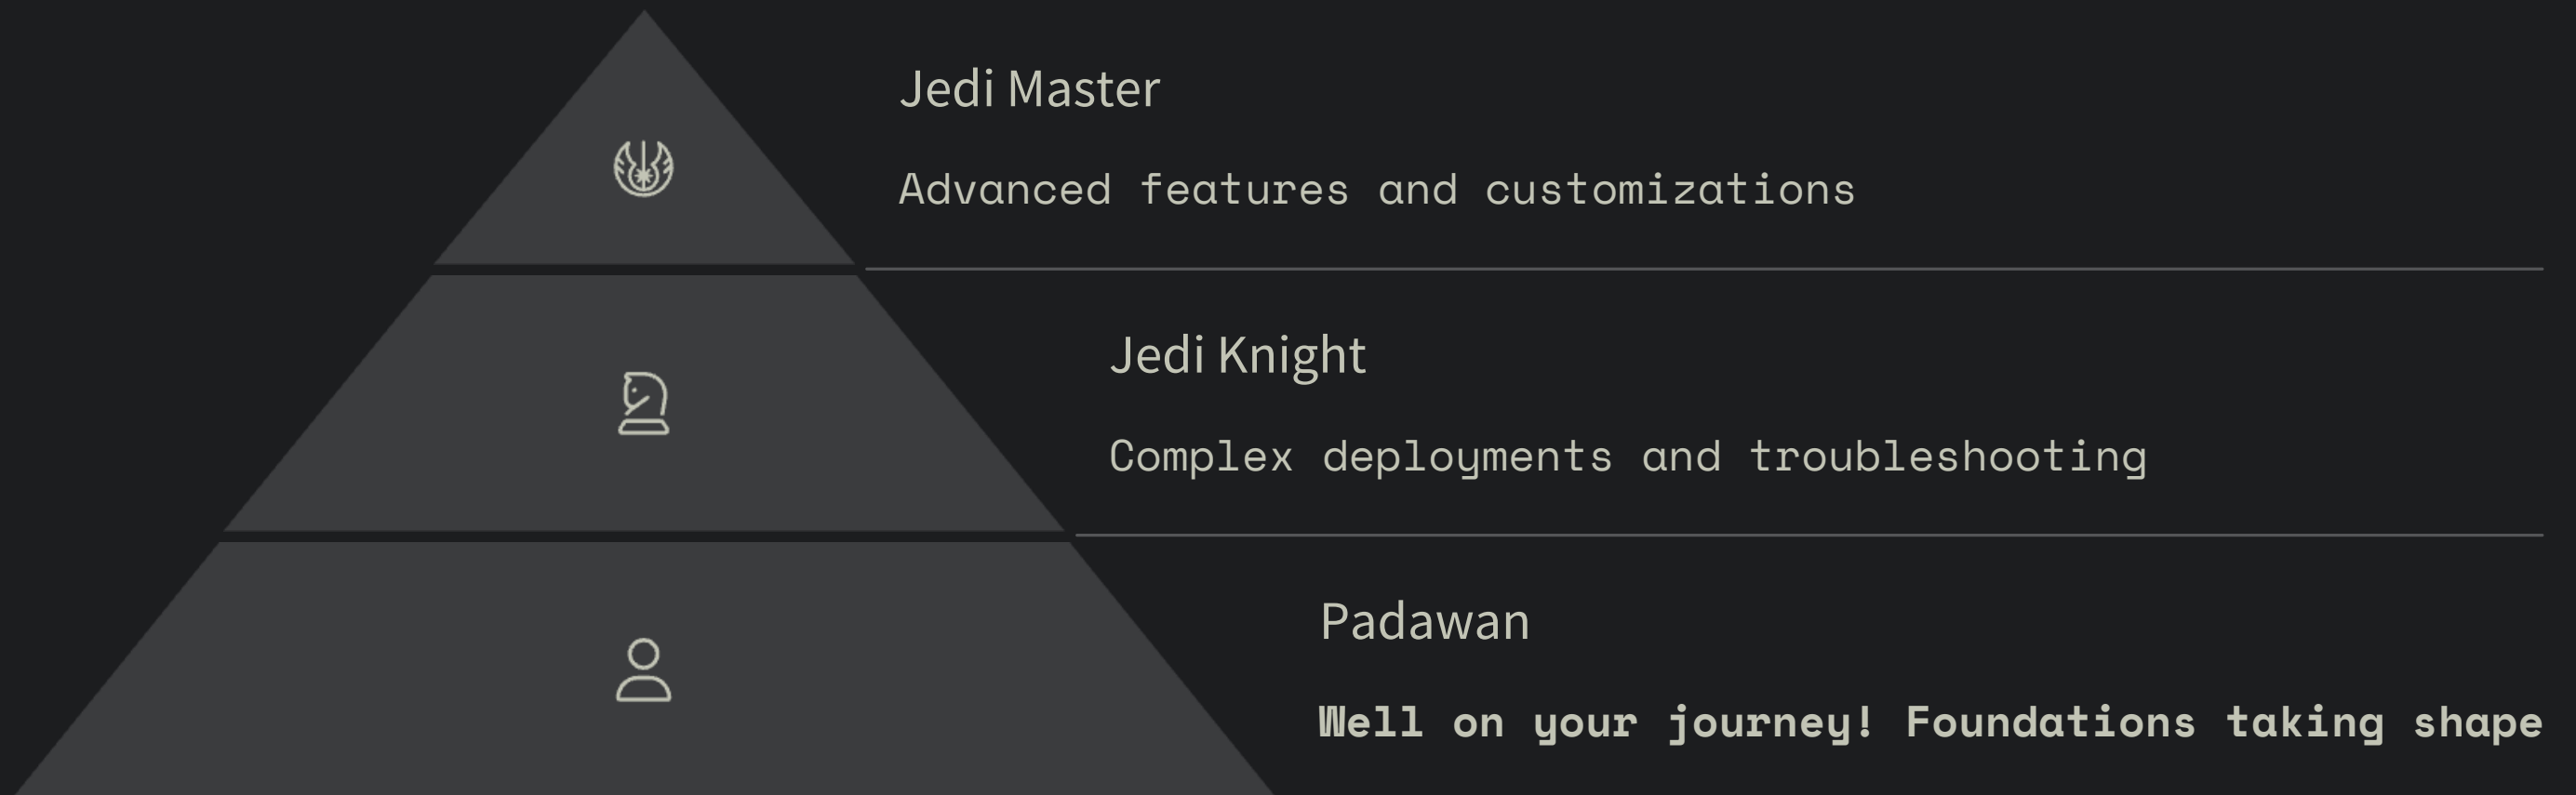 Jedi Master
Advanced features and customizations
Jedi Knight
Complex deployments and troubleshooting
Padawan
Well on your journey! Foundations taking shape